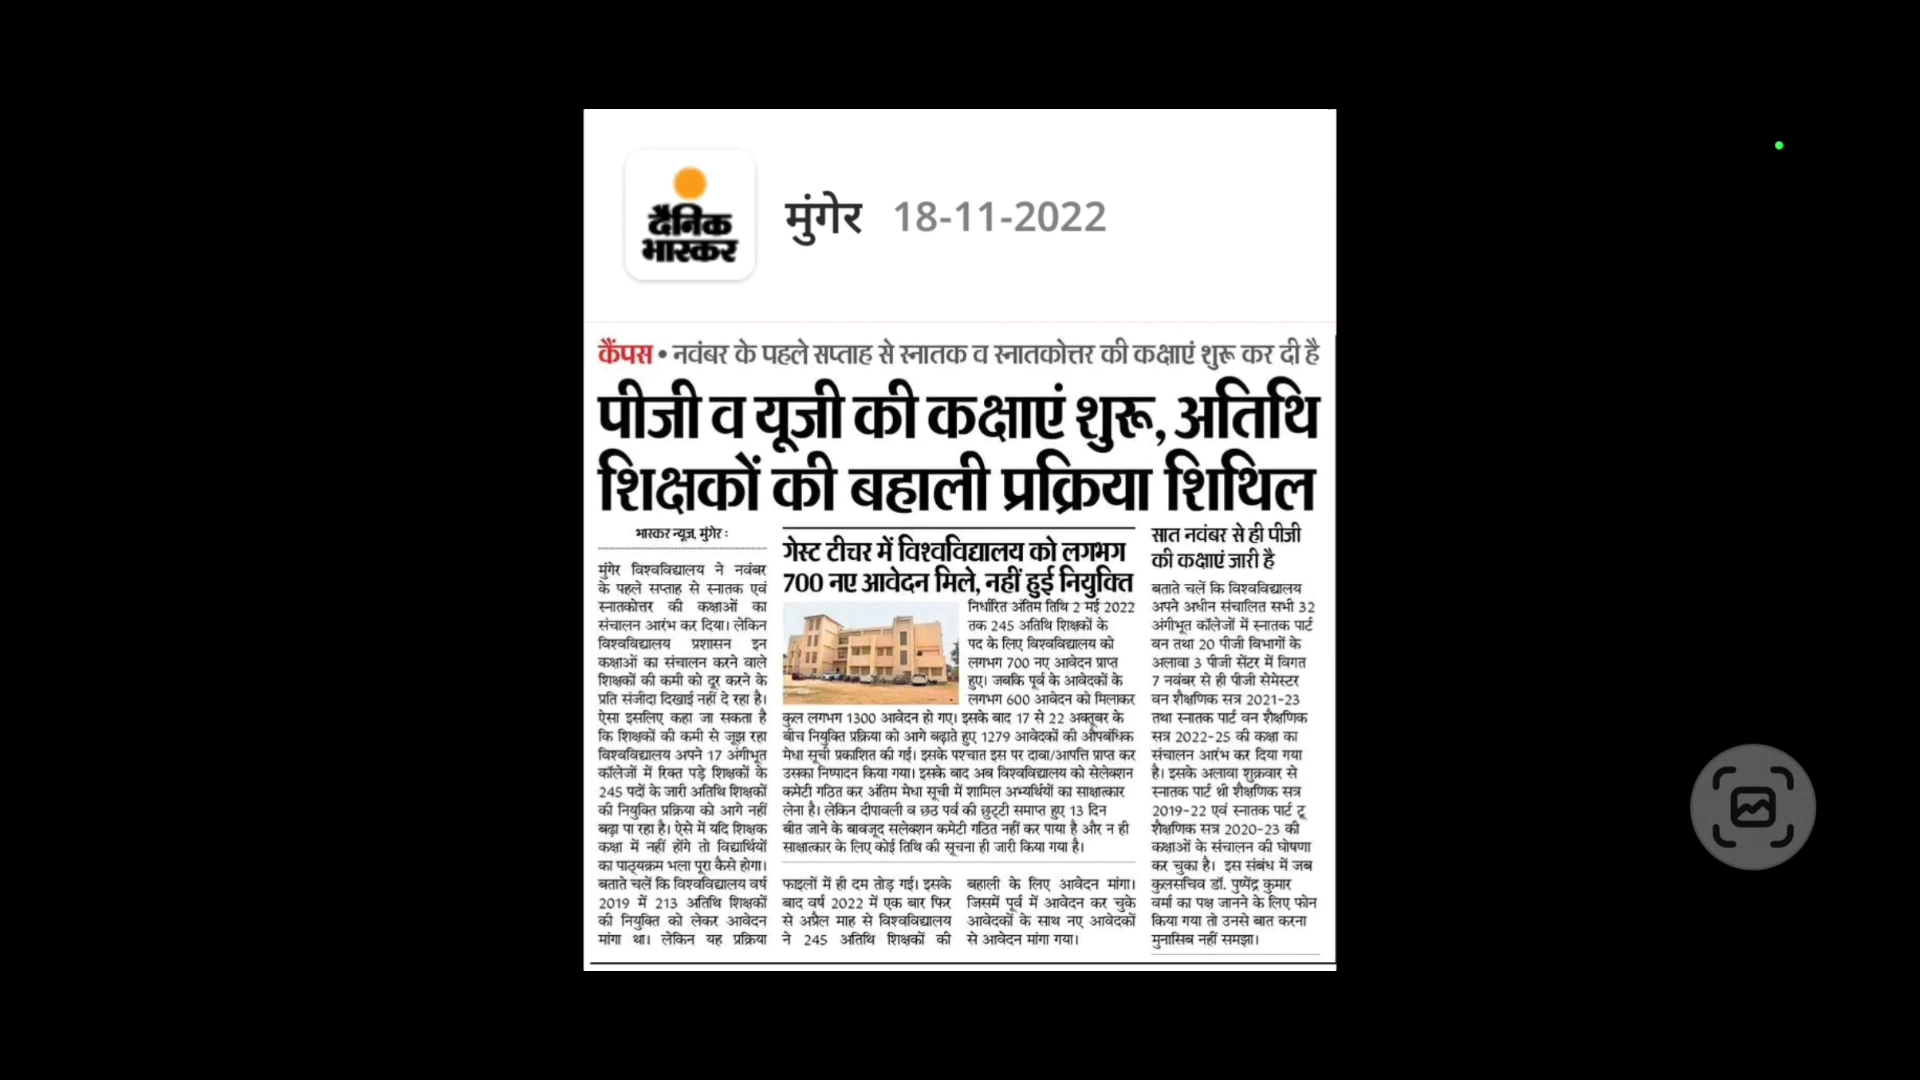 दैनिक
भास्कर
मुंगेर 18-11-2022
कैंपस • नवंबर के पहले सप्ताह से स्नातक व स्नातकोत्तर की कक्षाएं शुरू कर दी है
पीजी व यूजी की कक्षाएं शुरू, अतिथि
शिक्षकों की बहाली प्रक्रिया शिथिल
भास्कर न्यूज, मुंगेर :
मुंगेर विश्वविद्यालय ने नवंबर
के पहले सप्ताह से स्नातक एवं
स्नातकोत्तर की कक्षाओं का
संचालन आरंभ कर दिया। लेकिन
विश्वविद्यालय प्रशासन इन
कक्षाओं का संचालन करने वाले
शिक्षकों की कमी को दूर करने के
प्रति संजीदा दिखाई नहीं दे रहा है।
ऐसा इसलिए कहा जा सकता है
कि शिक्षकों की कमी से जूझ रहा
विश्वविद्यालय अपने 17 अंगीभूत
कॉलेजों में रिक्त पड़े शिक्षकों के
245 पदों के जारी अतिथि शिक्षकों
की नियुक्ति प्रक्रिया को आगे नहीं
बढ़ा पा रहा है। ऐसे में यदि शिक्षक
कक्षा में नहीं होंगे तो विद्यार्थियों
का पाठ्यक्रम भला पूरा कैसे होगा।
बताते चलें कि विश्वविद्यालय वर्ष
2019 में 213 अतिथि शिक्षकों
की नियुक्ति को लेकर आवेदन
मांगा था। लेकिन यह प्रक्रिया
फाइलों में ही दम तोड़ गई। इसके
बाद वर्ष 2022 में एक बार फिर
से अप्रैल माह से विश्वविद्यालय
ने 245 अतिथि शिक्षकों की
बहाली के लिए आवेदन मांगा।
जिसमें पूर्व में आवेदन कर चुके
आवेदकों के साथ नए आवेदकों
से आवेदन मांगा गया।
गेस्ट टीचर में विश्वविद्यालय को लगभग
700 नए आवेदन मिले, नहीं हुई नियुक्ति
निर्धारित अंतिम तिथि 2 मई 2022
तक 245 अतिथि शिक्षकों के
पद के लिए विश्वविद्यालय को
लगभग 700 नए आवेदन प्राप्त
हुए। जबकि पूर्व के आवेदकों के
लगभग 600 आवेदन को मिलाकर
कुल लगभग 1300 आवेदन हो गए। इसके बाद 17 से 22 अक्तूबर के
बीच नियुक्ति प्रक्रिया को आगे बढ़ाते हुए 1279 आवेदकों की औपबंधिक
मेधा सूची प्रकाशित की गई। इसके पश्चात इस पर दावा/आपत्ति प्राप्त कर
उसका निष्पादन किया गया। इसके बाद अब विश्वविद्यालय को सेलेक्शन
कमेटी गठित कर अंतिम मेधा सूची में शामिल अभ्यर्थियों का साक्षात्कार
लेना है। लेकिन दीपावली व छठ पर्व की छुट्टी समाप्त हुए 13 दिन
बीत जाने के बावजूद सलेक्शन कमेटी गठित नहीं कर पाया है और न ही
साक्षात्कार के लिए कोई तिथि की सूचना ही जारी किया गया है।
सात नवंबर से ही पीजी
की कक्षाएं जारी है
बताते चलें कि विश्वविद्यालय
अपने अधीन संचालित सभी 32
अंगीभूत कॉलेजों में स्नातक पार्ट
वन तथा 20 पीजी विभागों के
अलावा 3 पीजी सेंटर में विगत
7 नवंबर से ही पीजी सेमेस्टर
वन शैक्षणिक सत्र 2021-23
तथा स्नातक पार्ट वन शैक्षणिक
सत्र 2022-25 की कक्षा का
संचालन आरंभ कर दिया गया
है। इसके अलावा शुक्रवार से
स्नातक पार्ट थ्री शैक्षणिक सत्र
2019-22 एवं स्नातक पार्ट टू
शैक्षणिक सत्र 2020-23 की
कक्षाओं के संचालन की घोषणा
कर चुका है। इस संबंध में जब
कुलसचिव डॉ. पुष्पेंद्र कुमार
वर्मा का पक्ष जानने के लिए फोन
किया गया तो उनसे बात करना
मुनासिब नहीं समझा।